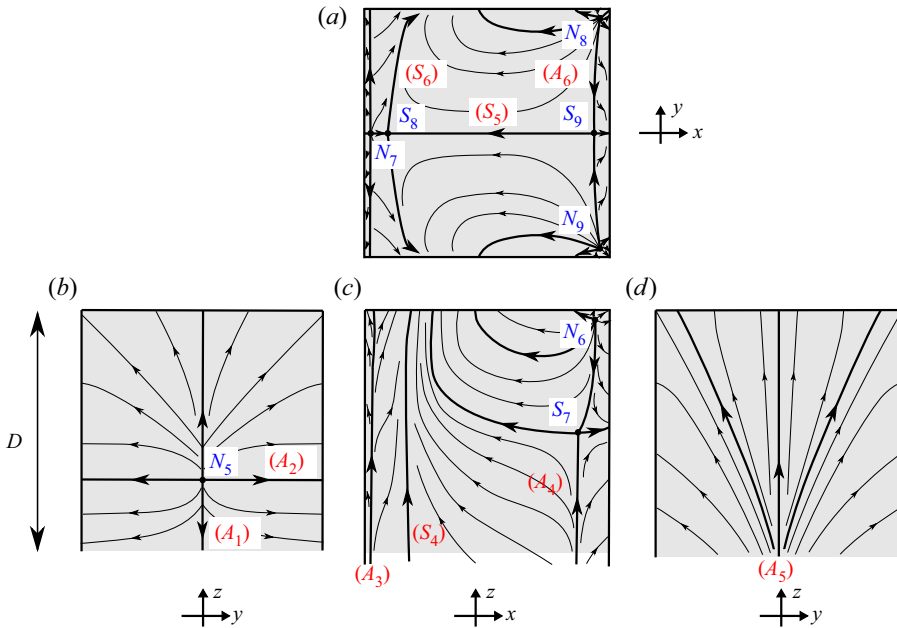 (a)
N8
(S6)
(A6)
(S5)
S8
S9
y
x
N7
N9
(b)
(c)
(d)
N6
S7
D
N5
(A2)
(A4)
(A1)
(S4)
(A3)
(A5)
z
y
z
x
z
y